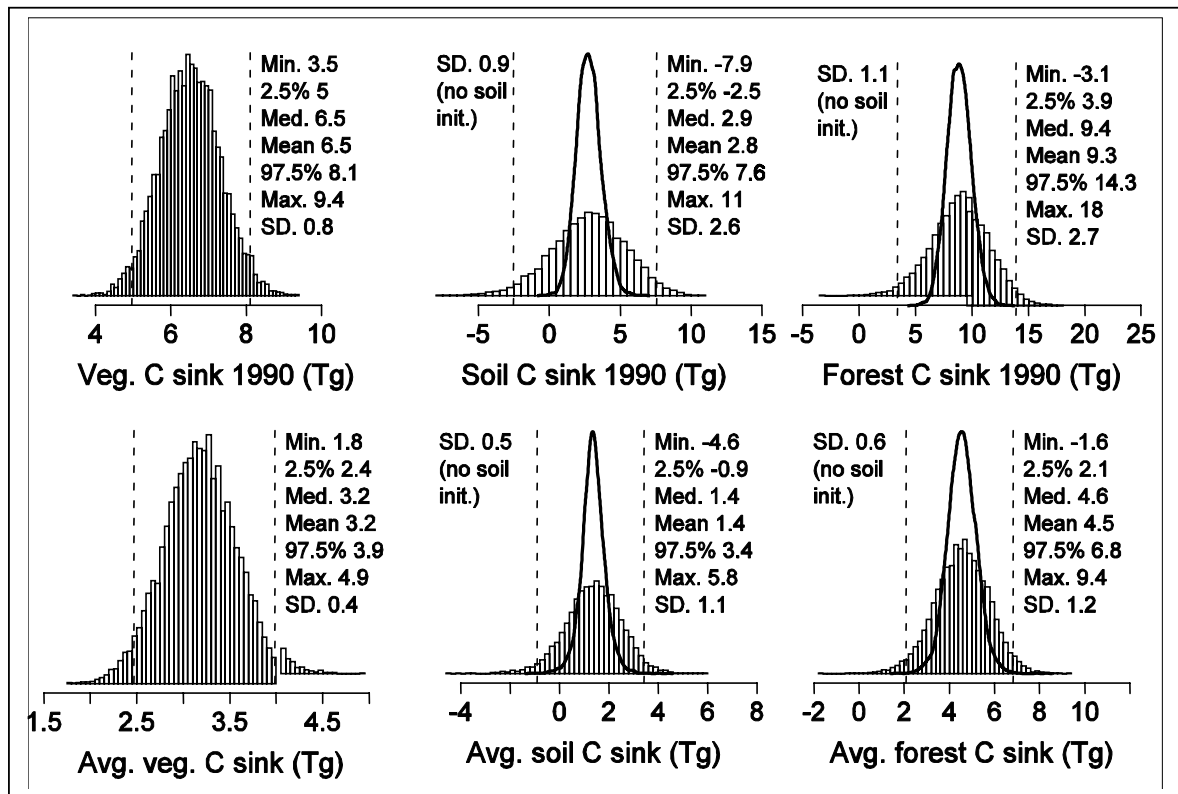 Min. 3.5
2.5% 5
Med. 6.5
Mean 6.5
97.5% 8.1
Max. 9.4
SD. 0.8
4 6 8 10
Veg. C sink 1990 (Tg)
SD. 0.9
(no soil
init.)
Min. -7.9
2.5% -2.5
Med. 2.9
Mean 2.8
97.5% 7.6
Max. 11
SD. 2.6
-5 0 5 10 15
Soil C sink 1990 (Tg)
SD. 1.1
(no soil
init.)
Min. -3.1
2.5% 3.9
Med. 9.4
Mean 9.3
97.5% 14.3
Max. 18
SD. 2.7
-5 0 5 10 15 20 25
Forest C sink 1990 (Tg)
Min. 1.8
2.5% 2.4
Med. 3.2
Mean 3.2
97.5% 3.9
Max. 4.9
SD. 0.4
1.5 2.5 3.5 4.5
Avg. veg. C sink (Tg)
SD. 0.5
(no soil
init.)
Min. -4.6
2.5% -0.9
Med. 1.4
Mean 1.4
97.5% 3.4
Max. 5.8
SD. 1.1
-4 0 2 4 6 8
Avg. soil C sink (Tg)
SD. 0.6
(no soil
init.)
Min. -1.6
2.5% 2.1
Med. 4.6
Mean 4.5
97.5% 6.8
Max. 9.4
SD. 1.2
-2 0 2 4 6 8 10
Avg. forest C sink (Tg)